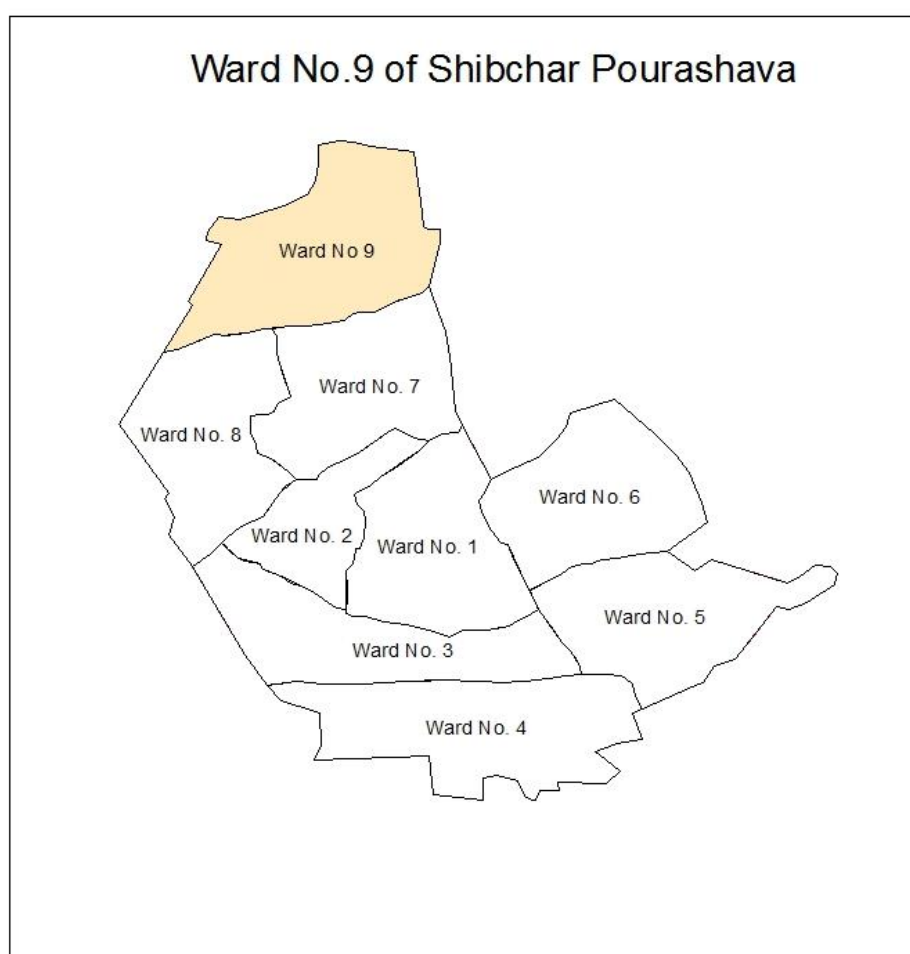 Ward No.9 of Shibchar Pourashava
Ward No 9
Ward No. 7
Ward No. 8
Ward No. 6
Ward No. 2
Ward No. 1
Ward No. 5
Ward No. 3
Ward No. 4